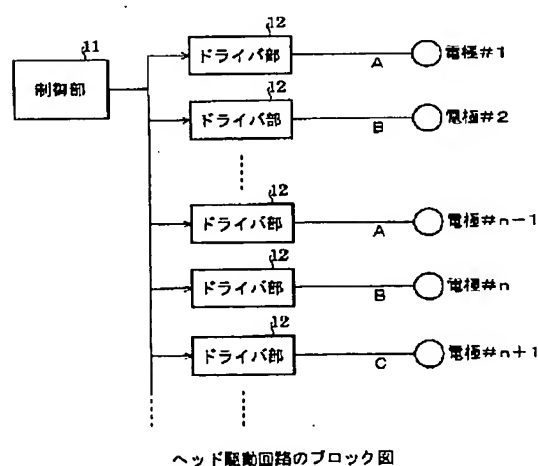 11
制御部
12
ドライバ部
A
電極#1
12
ドライバ部
B
電極#2
12
ドライバ部
A
電極#n-1
12
ドライバ部
B
電極#n
12
ドライバ部
C
電極#n+1
ヘッド駆動回路のブロック図